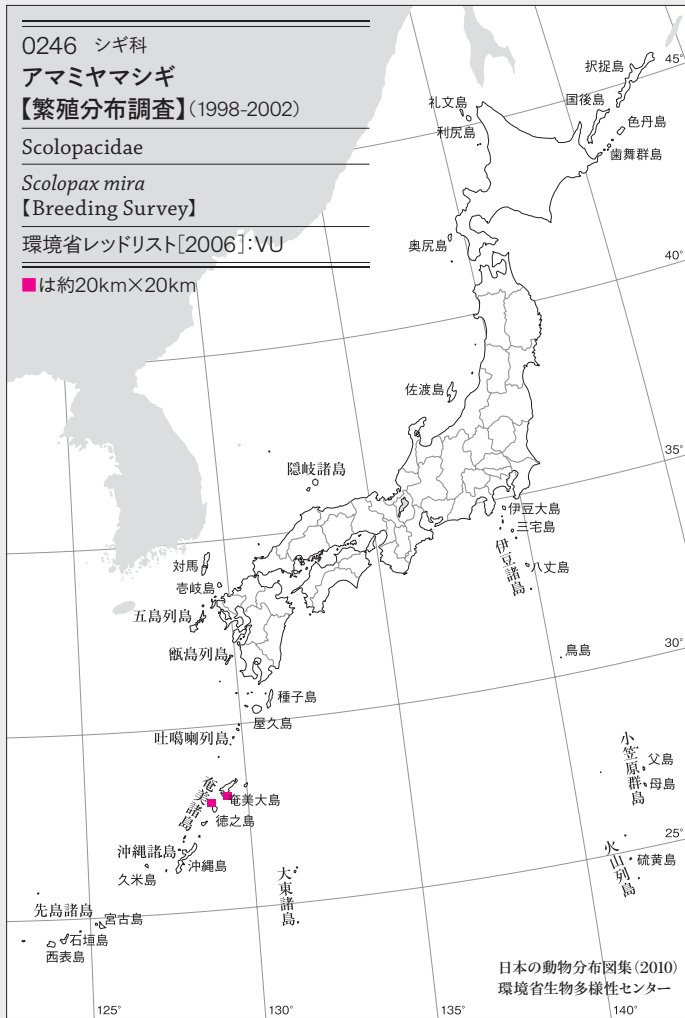 0246 シギ科
アマミヤマシギ
【繁殖分布調査】(1998-2002)
Scolopacidae
Scolopax mira
【Breeding Survey】
環境省レッドリスト[2006]:VU
■は約20km×20km
択捉島
45°
国後島
礼文島
色丹島
利尻島
歯舞群島
奥尻島
40°
佐渡島
35°
隠岐諸島
伊豆大島
三宅島
伊豆諸島
八丈島
対馬
壱岐島
五島列島
甑島列島
鳥島
30°
種子島
屋久島
吐噶喇列島
小笠原群島
父島
母島
奄美諸島
奄美大島
徳之島
25°
沖縄諸島
沖縄島
久米島
火山列島
硫黄島
大東諸島
先島諸島
宮古島
石垣島
西表島
日本の動物分布図集(2010)
環境省生物多様性センター
125°
130°
135°
140°